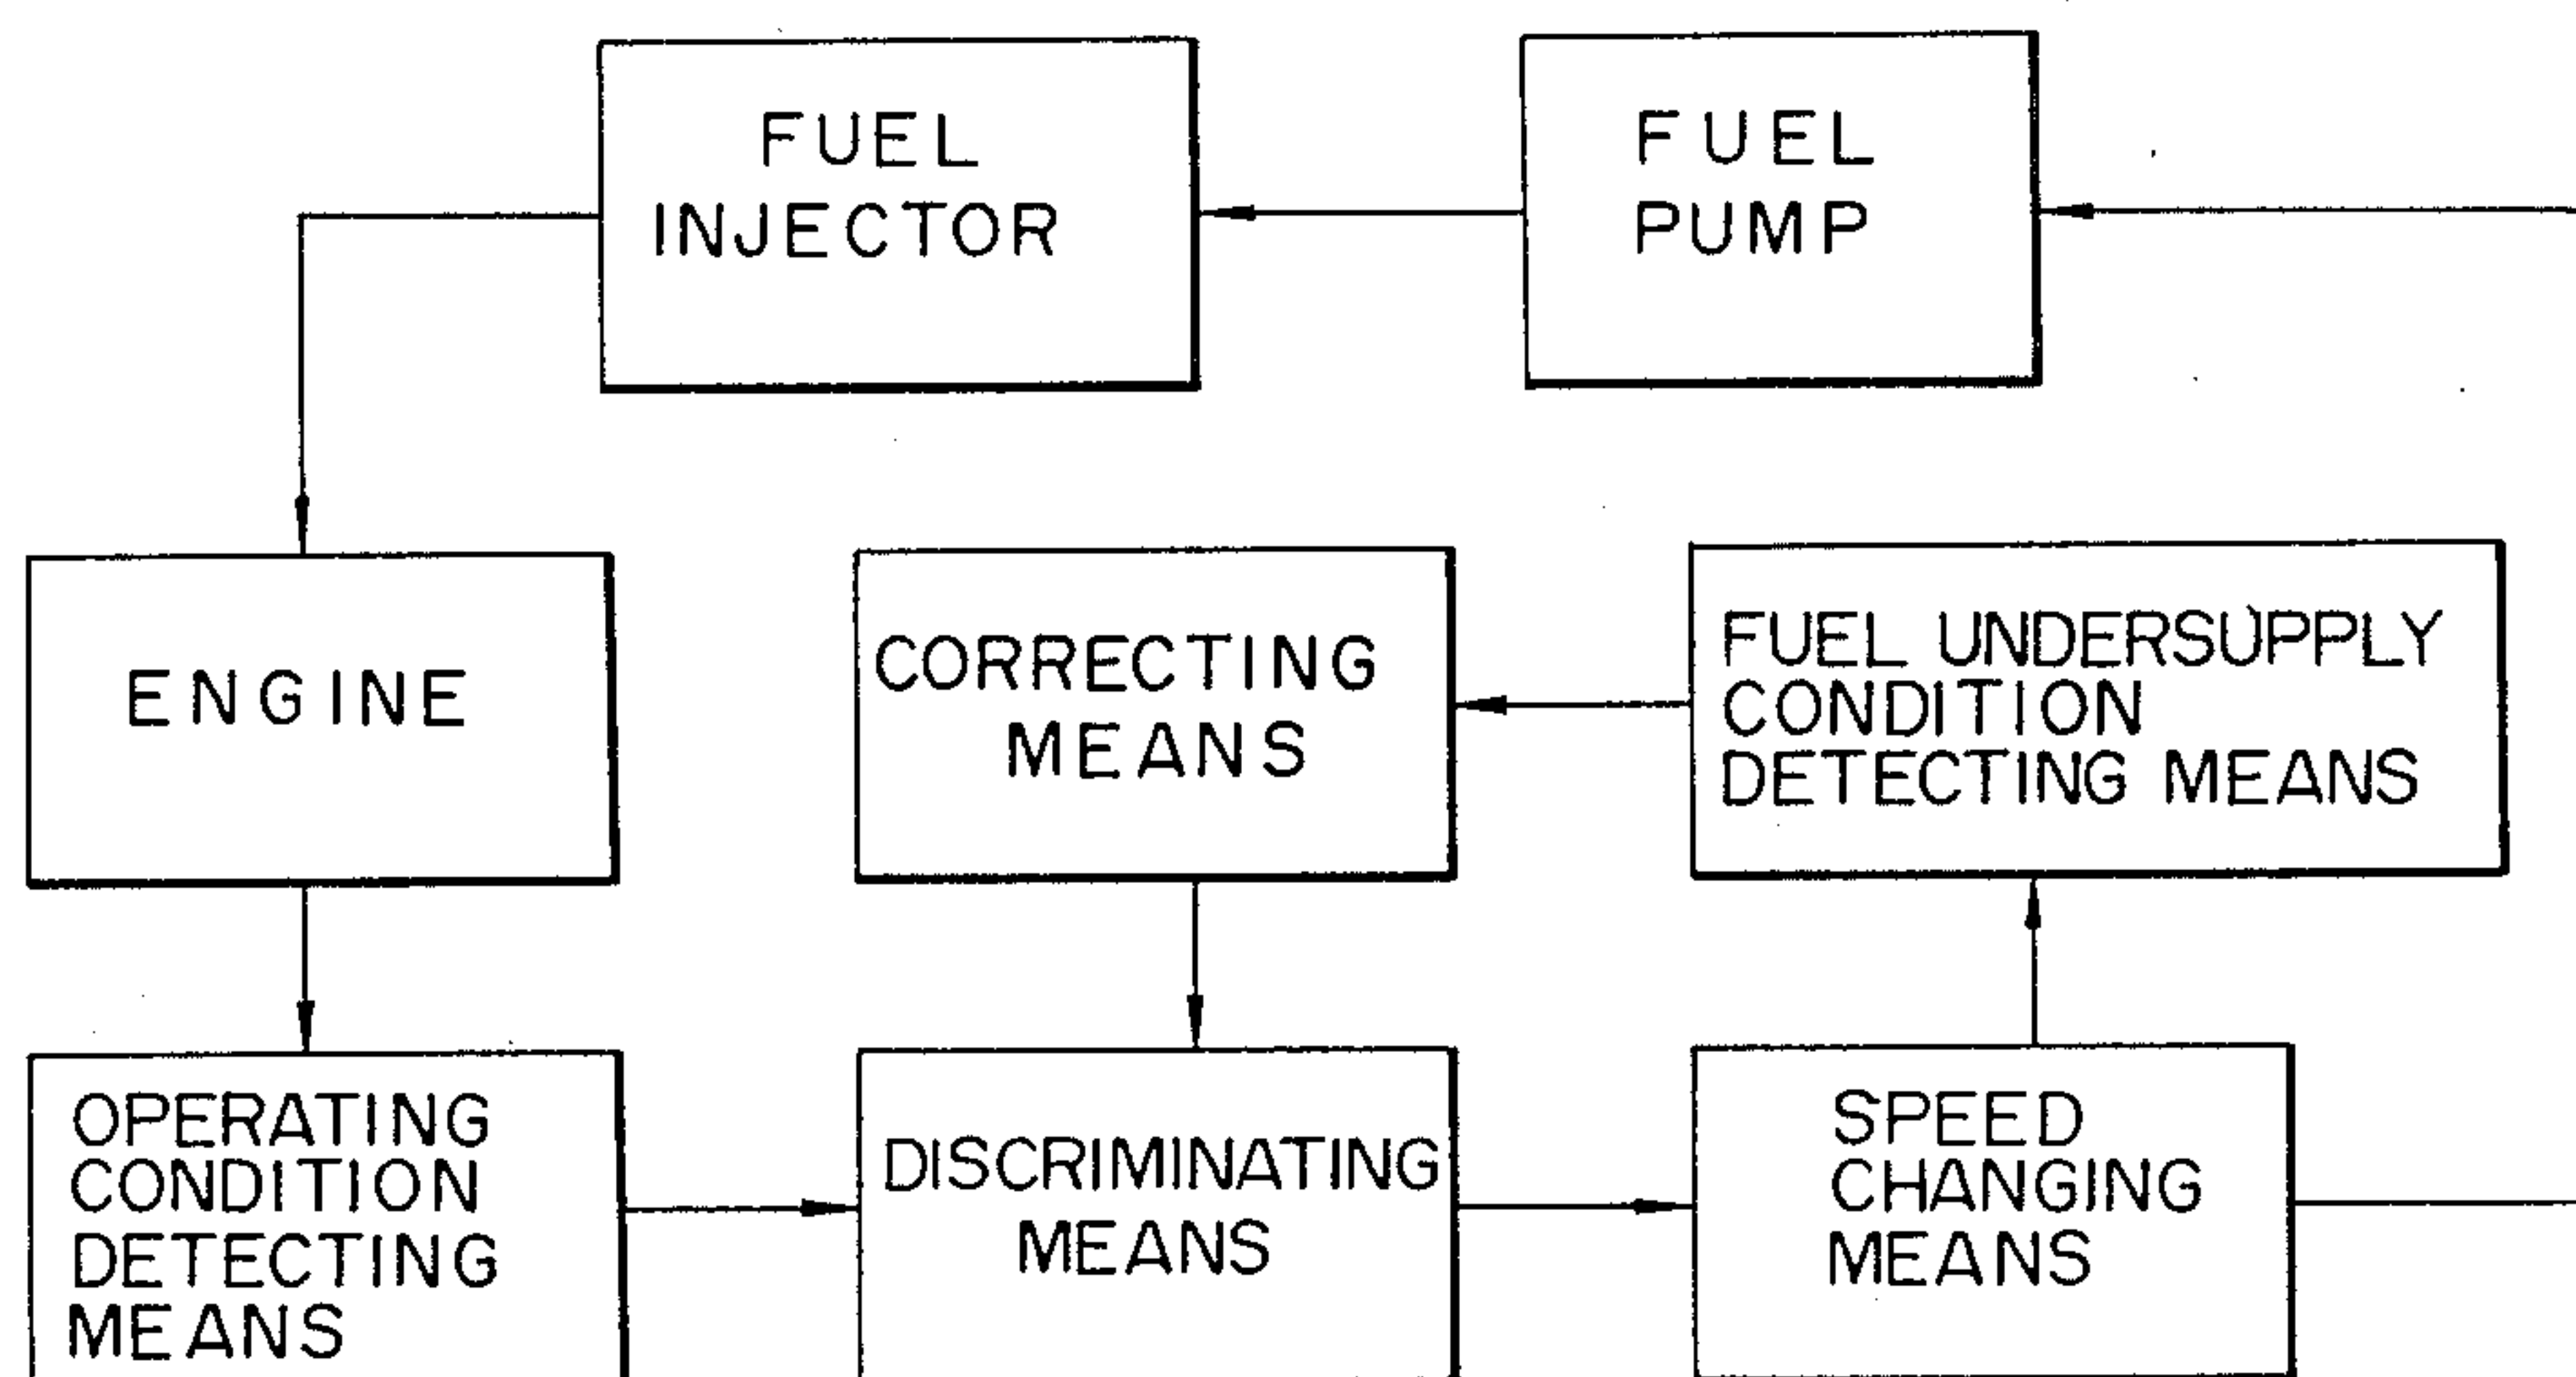 FUEL
INJECTOR
FUEL
PUMP
ENGINE
CORRECTING
MEANS
FUEL UNDERSUPPLY
CONDITION
DETECTING MEANS
OPERATING
CONDITION
DETECTING
MEANS
DISCRIMINATING
MEANS
SPEED
CHANGING
MEANS